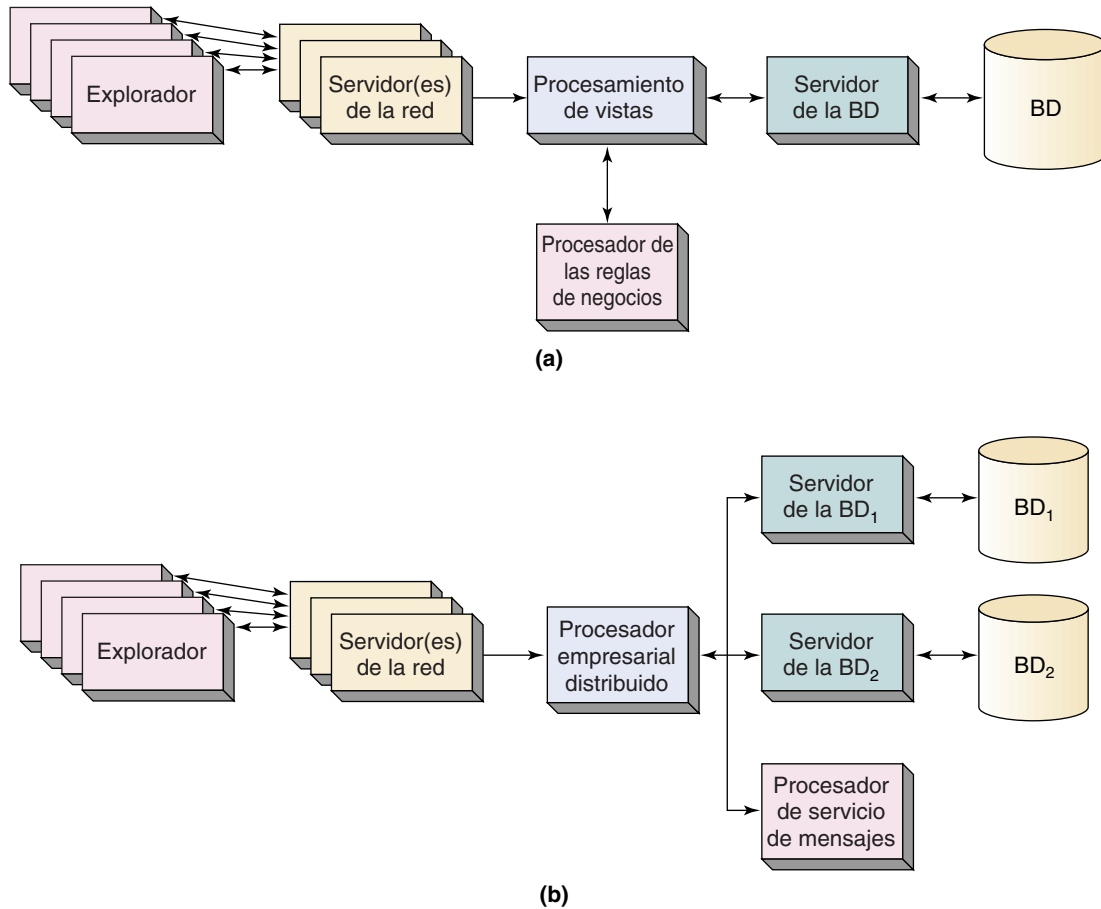 Explorador
Servidor(es)
de la red
Procesamiento
de vistas
Servidor
de la BD
BD
Procesador de
las reglas
de negocios
(a)
Servidor
de la BD₁
BD₁
Explorador
Servidor(es)
de la red
Procesador
empresarial
distribuido
Servidor
de la BD₂
BD₂
Procesador
de servicio
de mensajes
(b)